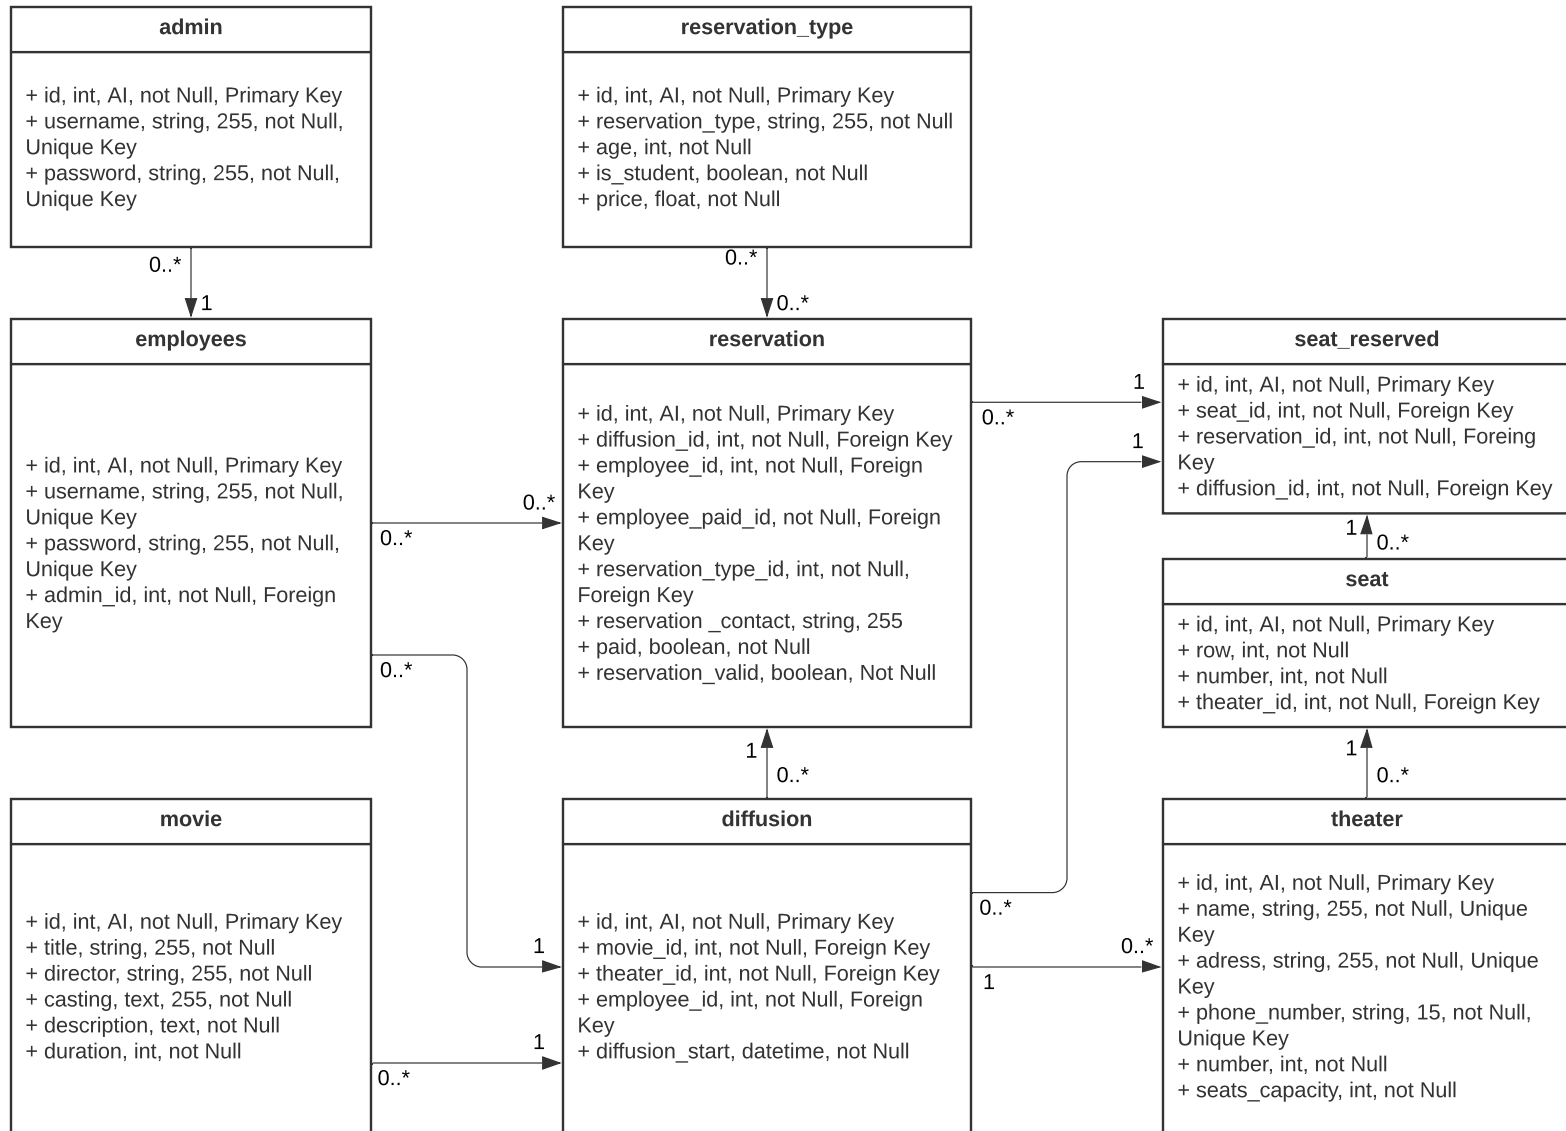 admin
+ id, int, AI, not Null, Primary Key
+ username, string, 255, not Null,
Unique Key
+ password, string, 255, not Null,
Unique Key
0..*
1
reservation_type
+ id, int, AI, not Null, Primary Key
+ reservation_type, string, 255, not Null
+ age, int, not Null
+ is_student, boolean, not Null
+ price, float, not Null
0..*
0..*
employees
+ id, int, AI, not Null, Primary Key
+ username, string, 255, not Null,
Unique Key
+ password, string, 255, not Null,
Unique Key
+ admin_id, int, not Null, Foreign
Key
0..*
0..*
0..*
1
reservation
+ id, int, AI, not Null, Primary Key
+ diffusion_id, int, not Null, Foreign Key
+ employee_id, int, not Null, Foreign
Key
+ employee_paid_id, not Null, Foreign
Key
+ reservation_type_id, int, not Null,
Foreign Key
+ reservation _contact, string, 255
+ paid, boolean, not Null
+ reservation_valid, boolean, Not Null
0..*
1
1
seat_reserved
+ id, int, AI, not Null, Primary Key
+ seat_id, int, not Null, Foreign Key
+ reservation_id, int, not Null, Foreing
Key
+ diffusion_id, int, not Null, Foreign Key
1
0..*
seat
+ id, int, AI, not Null, Primary Key
+ row, int, not Null
+ number, int, not Null
+ theater_id, int, not Null, Foreign Key
1
0..*
movie
+ id, int, AI, not Null, Primary Key
+ title, string, 255, not Null
+ director, string, 255, not Null
+ casting, text, 255, not Null
+ description, text, not Null
+ duration, int, not Null
0..*
1
1
0..*
diffusion
+ id, int, AI, not Null, Primary Key
+ movie_id, int, not Null, Foreign Key
+ theater_id, int, not Null, Foreign Key
+ employee_id, int, not Null, Foreign
Key
+ diffusion_start, datetime, not Null
0..*
1
0..*
theater
+ id, int, AI, not Null, Primary Key
+ name, string, 255, not Null, Unique
Key
+ adress, string, 255, not Null, Unique
Key
+ phone_number, string, 15, not Null,
Unique Key
+ number, int, not Null
+ seats_capacity, int, not Null